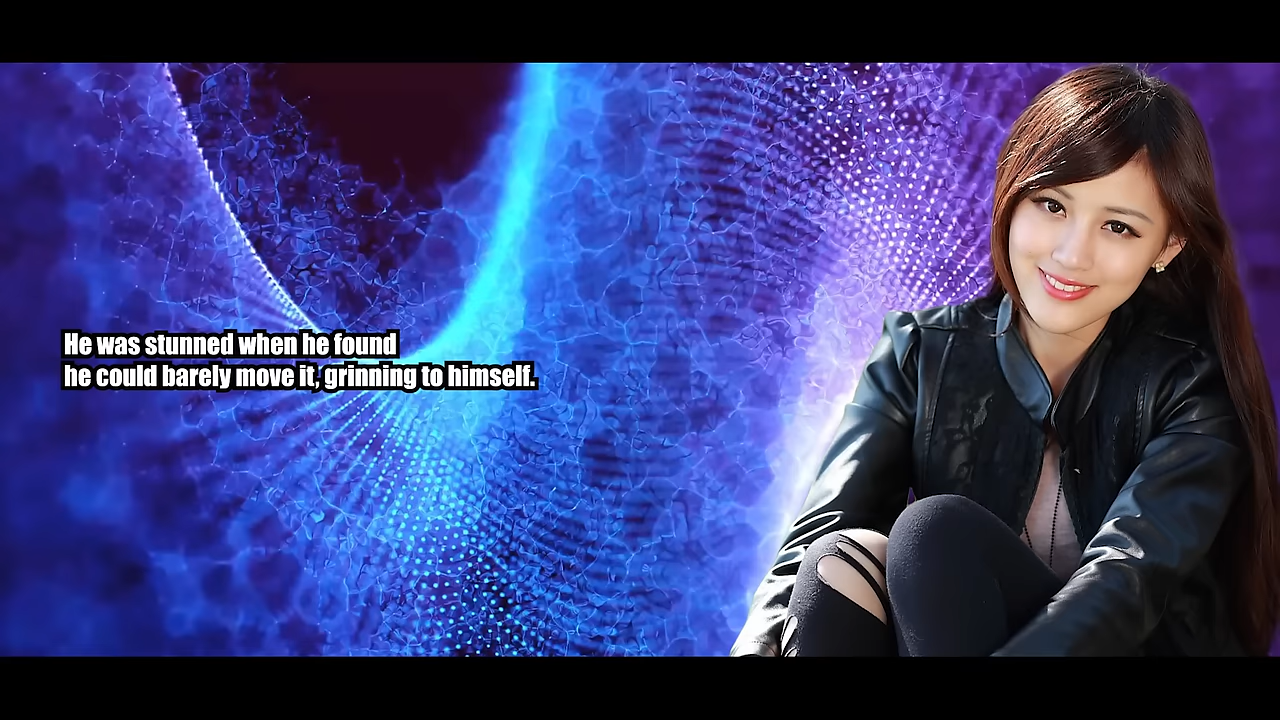 He was stunned when he found
he could barely move it, grinning to himself.